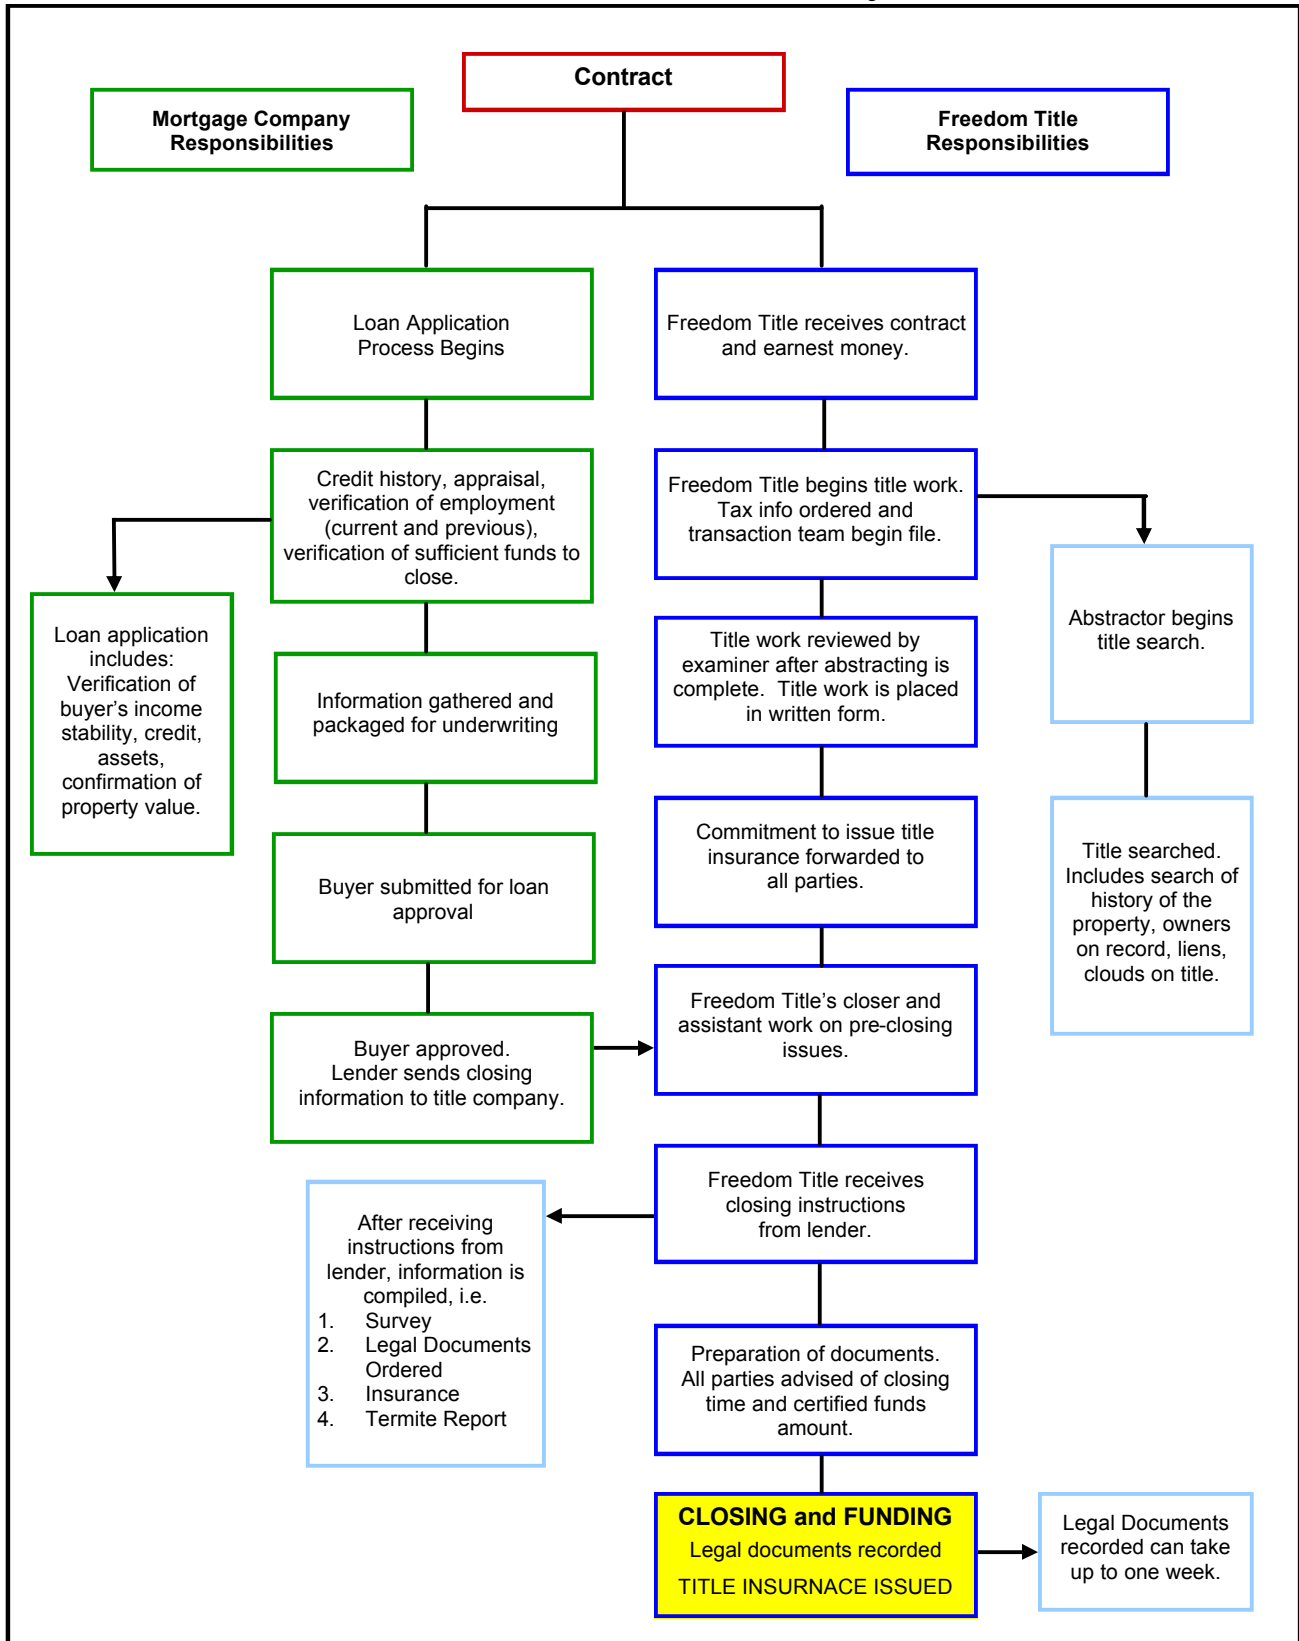 Contract
Mortgage Company
Responsibilities
Freedom Title
Responsibilities
Loan Application
Process Begins
Freedom Title receives contract
and earnest money.
Credit history, appraisal,
verification of employment
(current and previous),
verification of sufficient funds to
close.
Freedom Title begins title work.
Tax info ordered and
transaction team begin file.
Loan application
includes:
Verification of
buyer’s income
stability, credit,
assets,
confirmation of
property value.
Abstractor begins
title search.
Information gathered and
packaged for underwriting
Title work reviewed by
examiner after abstracting is
complete.  Title work is placed
in written form.
Buyer submitted for loan
approval
Commitment to issue title
insurance forwarded to
all parties.
Title searched.
Includes search of
history of the
property, owners
on record, liens,
clouds on title.
Buyer approved.
Lender sends closing
information to title company.
Freedom Title’s closer and
assistant work on pre-closing
issues.
Freedom Title receives
closing instructions
from lender.
After receiving
instructions from
lender, information is
compiled, i.e.
1. Survey
2. Legal Documents
Ordered
3. Insurance
4. Termite Report
Preparation of documents.
All parties advised of closing
time and certified funds
amount.
CLOSING and FUNDING
Legal documents recorded
TITLE INSURNACE ISSUED
Legal Documents
recorded can take
up to one week.